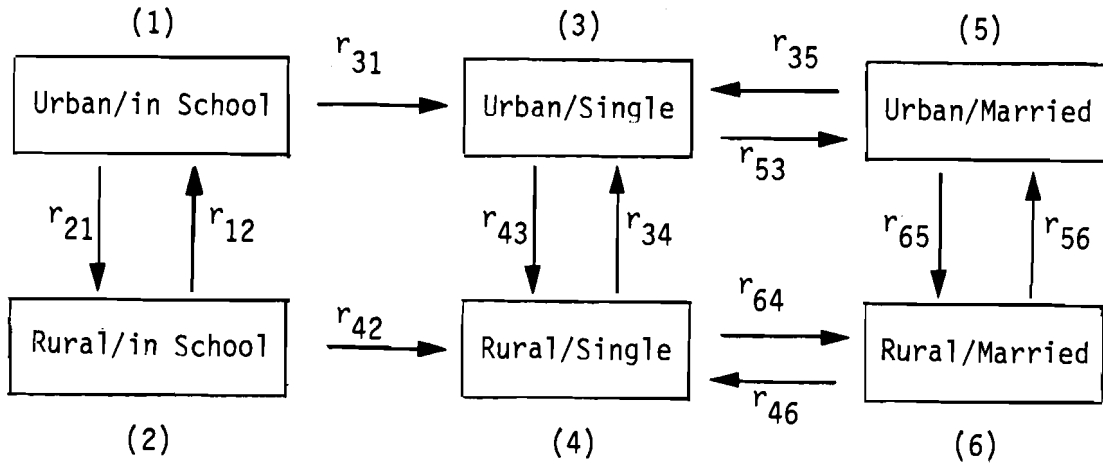 (1) (3) (5)
r31 r35
Urban/in School Urban/Single Urban/Married
r53
r21 r12 r43 r34 r65 r56
r64
r42
Rural/in School Rural/Single Rural/Married
r46
(2) (4) (6)